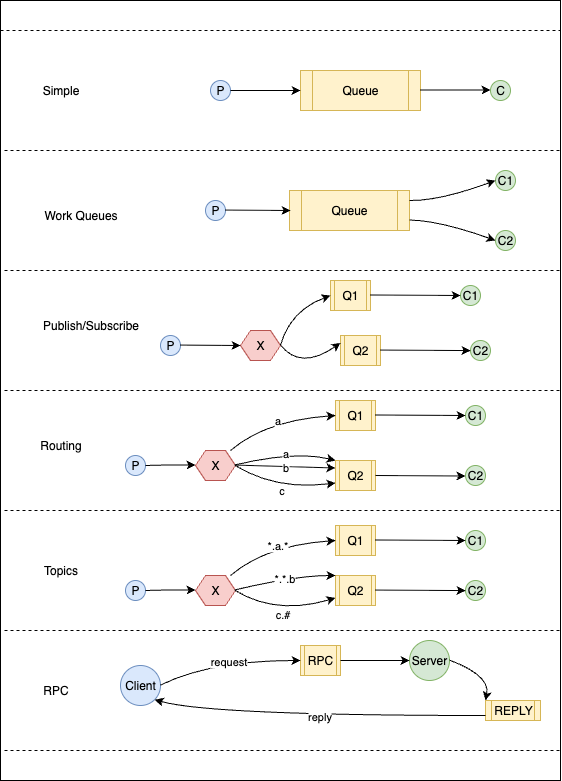 Simple
P
Queue
C
Work Queues
P
Queue
C1
C2
Publish/Subscribe
P
X
Q1
C1
Q2
C2
Routing
P
X
a
Q1
C1
a
b
c
Q2
C2
Topics
P
X
*.a.*
Q1
C1
*.*.b
c.#
Q2
C2
RPC
Client
request
RPC
Server
REPLY
reply